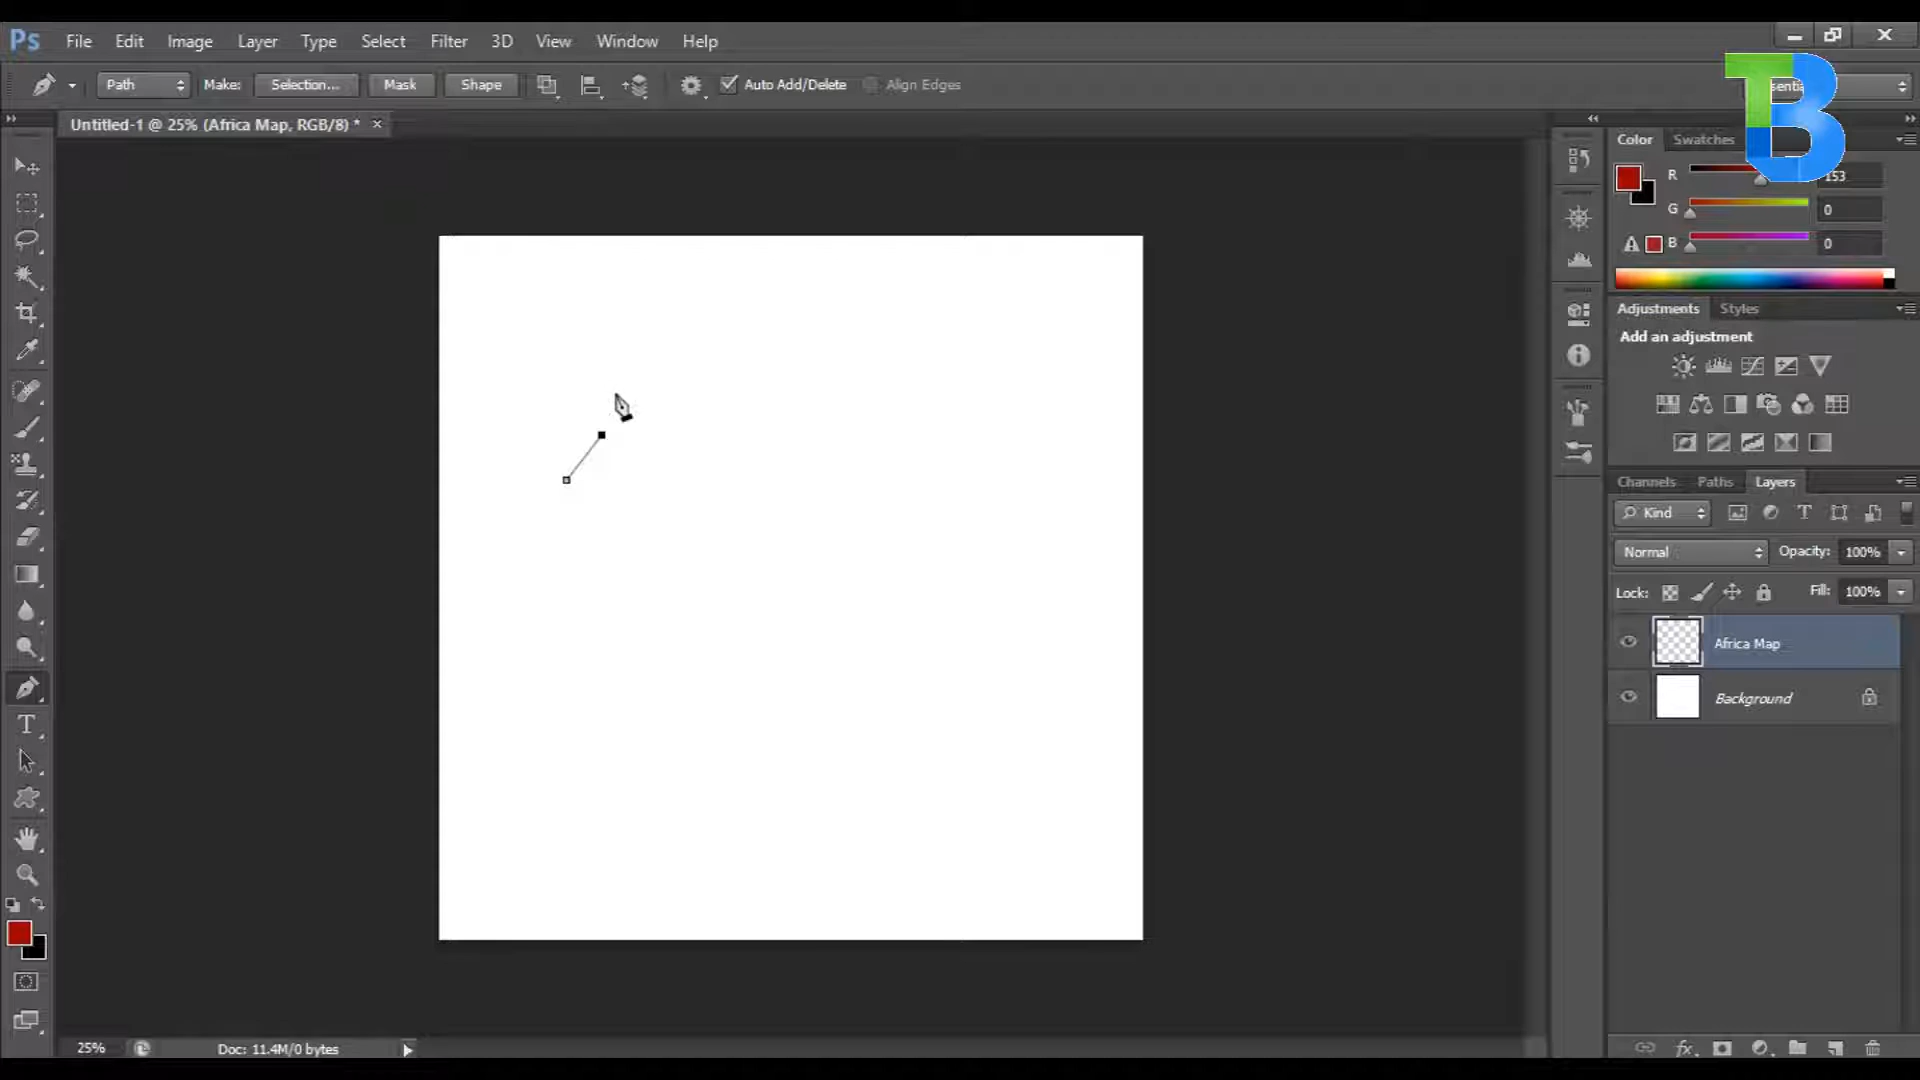 Ps File Edit Image Layer Type Select Filter 3D View Window Help
Path Make: Selection... Mask Shape Auto Add/Delete Align Edges
TB
Untitled-1 @ 25% (Africa Map, RGB/8) * ×
Color Swatches
R 153
G 0
B 0
Adjustments Styles
Add an adjustment
Channels Paths Layers
Kind
Normal Opacity: 100%
Lock: Fill: 100%
Africa Map
Background
25% Doc: 11.4M/0 bytes